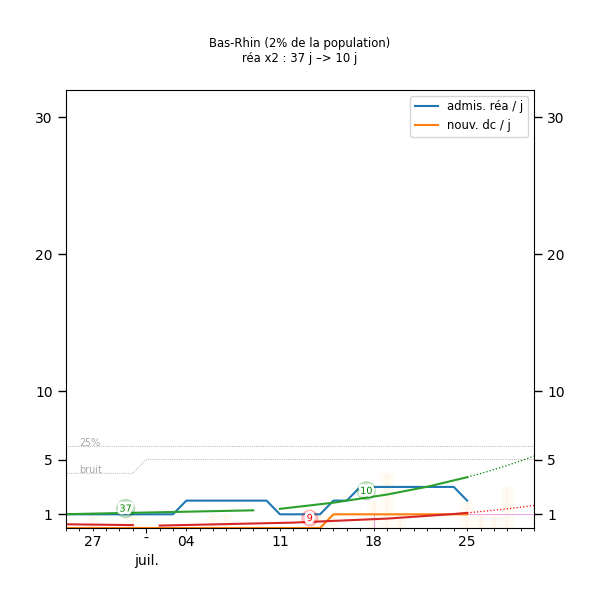 Bas-Rhin (2% de la population)
réa x2 : 37 j –> 10 j
admis. réa / j
nouv. dc / j
30 30
20 20
10 10
25%
5 5
bruit
37 10
1 9 1
27 - 04 11 18 25
juil.